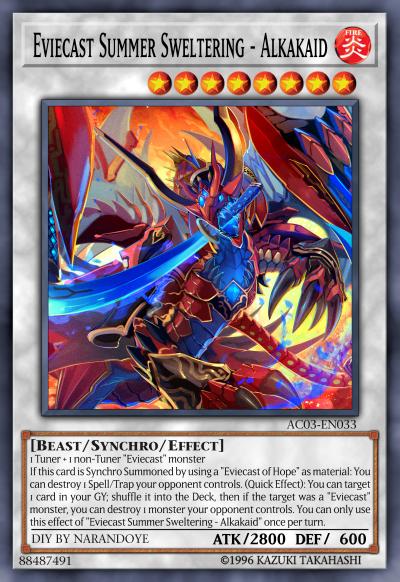 Eviecast Summer Sweltering - Alkakaid
FIRE
炎
AC03-EN033
[Beast/Synchro/Effect]
1 Tuner + 1 non-Tuner "Eviecast" monster
If this card is Synchro Summoned by using a "Eviecast of Hope" as material: You
can destroy 1 Spell/Trap your opponent controls. (Quick Effect): You can target
1 card in your GY; shuffle it into the Deck, then if the target was a "Eviecast"
monster, you can destroy 1 monster your opponent controls. You can only use
this effect of "Eviecast Summer Sweltering - Alkakaid" once per turn.
DIY BY NARANDOYE
ATK/2800 DEF/ 600
88487491
©1996 KAZUKI TAKAHASHI